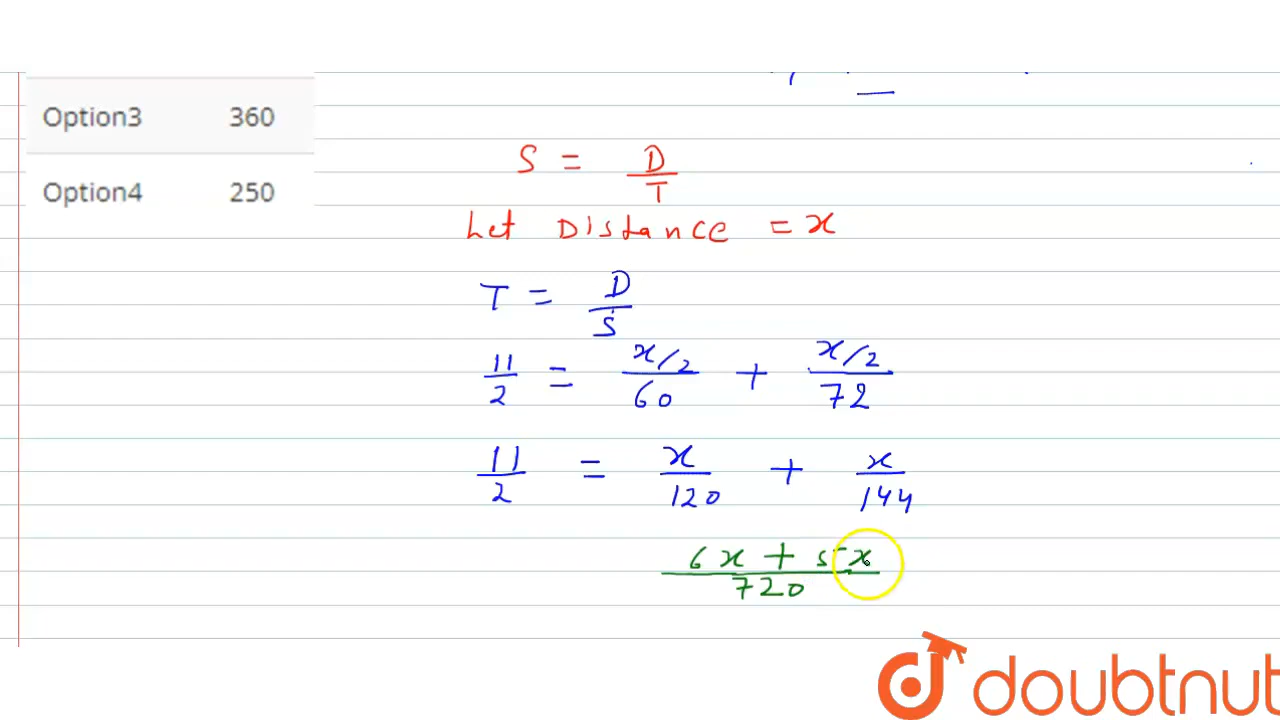 Option3 360
Option4 250
S = D/T
Let Distance = x
T = D/S
11/2 = x/2/60 + x/2/72
11/2 = x/120 + x/144
6x + 5x/720
doubtnut